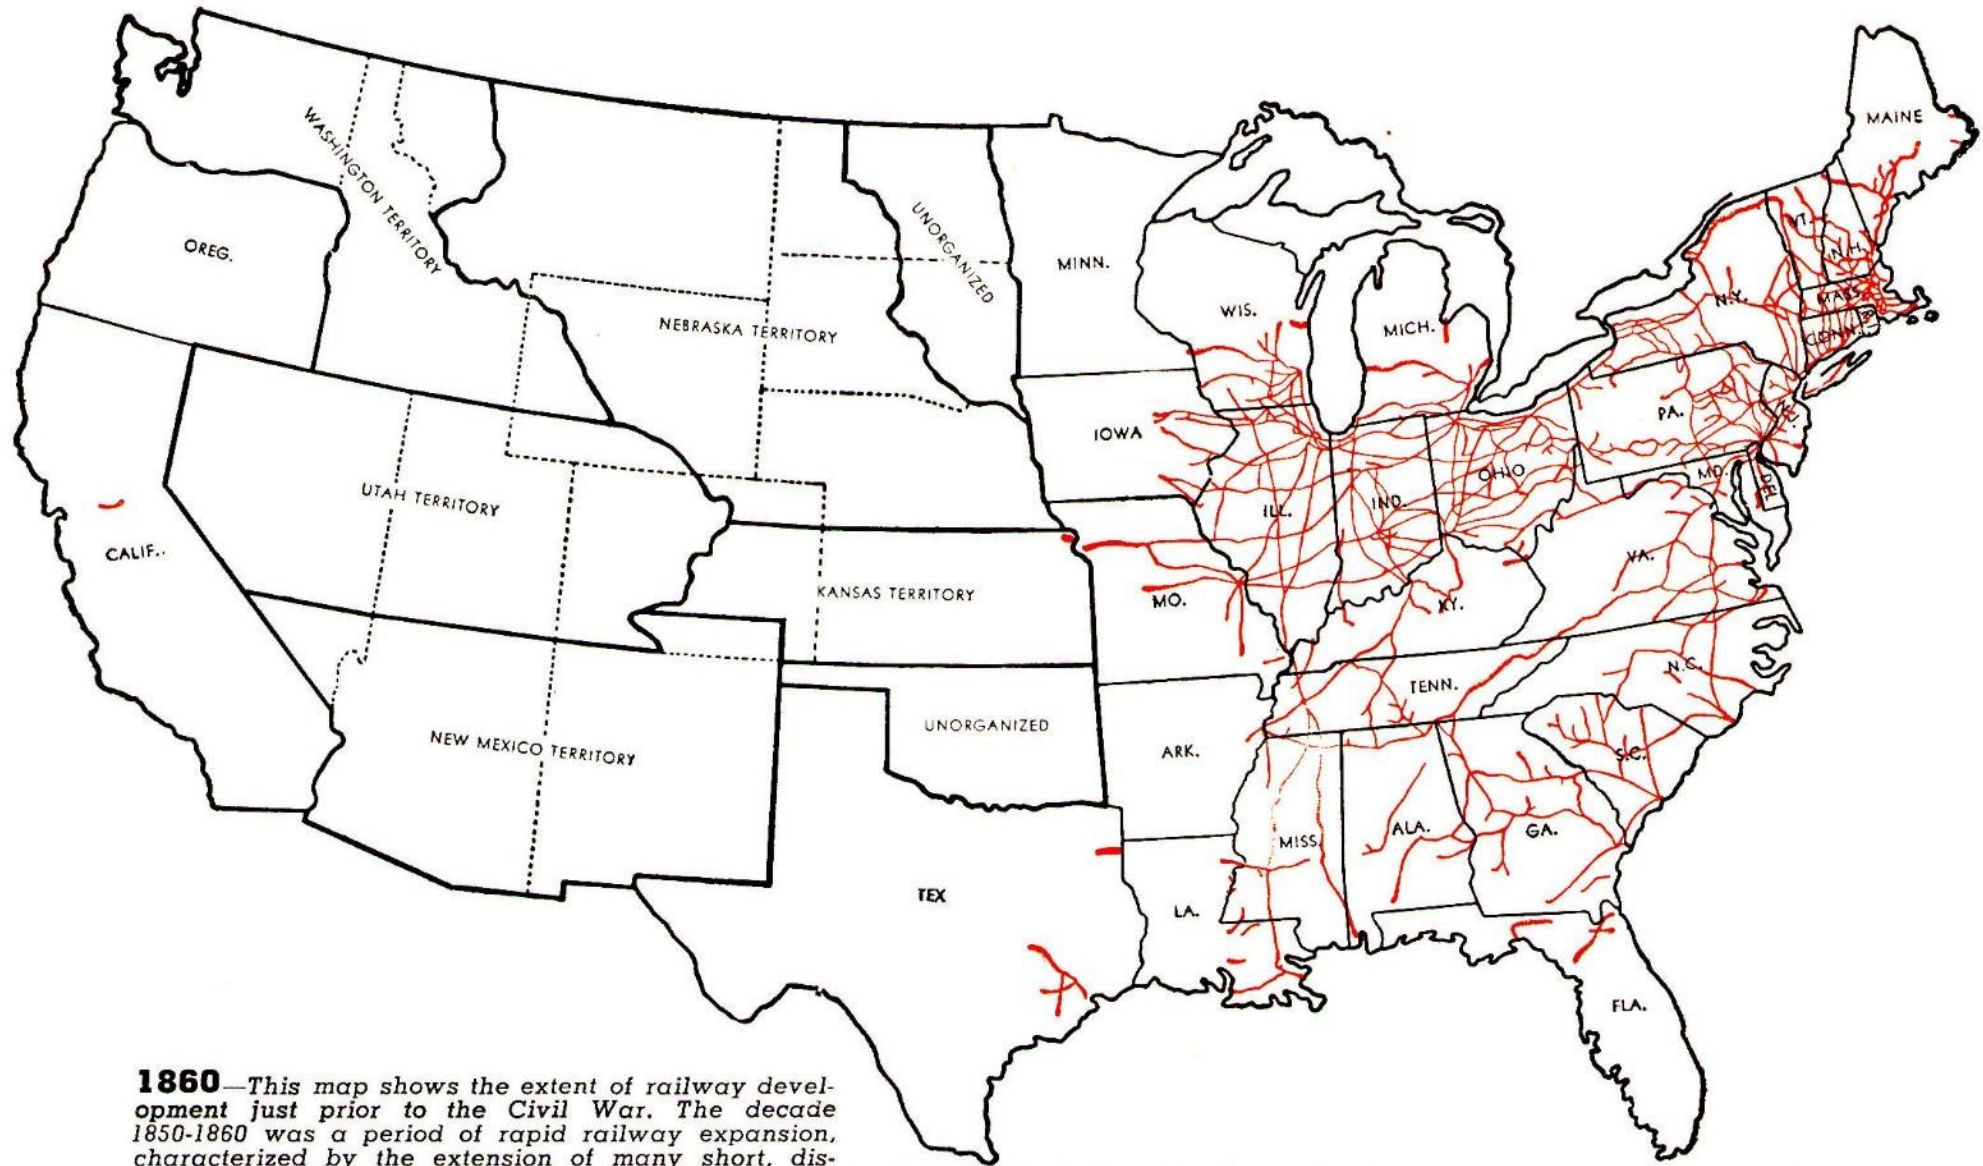 MAINE
WASHINGTON TERRITORY
OREG.
UNORGANIZED
MINN.
VT.
N.H.
WIS.
MICH.
N.Y.
MASS.
CONN.
R.I.
NEBRASKA TERRITORY
IOWA
PA.
N.J.
UTAH TERRITORY
ILL.
IND.
OHIO
MD.
DEL.
CALIF..
KANSAS TERRITORY
MO.
KY.
VA.
NEW MEXICO TERRITORY
UNORGANIZED
ARK.
TENN.
N.C.
S.C.
TEX
LA.
MISS.
ALA.
GA.
FLA.
1860—This map shows the extent of railway devel-
opment just prior to the Civil War. The decade
1850-1860 was a period of rapid railway expansion,
characterized by the extension of many short, dis-